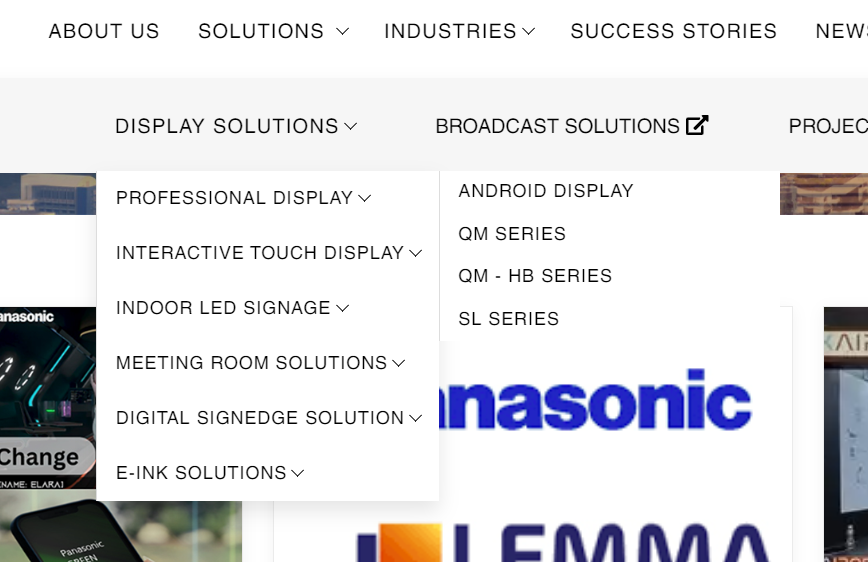 ABOUT US
SOLUTIONS
INDUSTRIES
SUCCESS STORIES
NEWS
DISPLAY SOLUTIONS
BROADCAST SOLUTIONS
PROJEC
PROFESSIONAL DISPLAY
INTERACTIVE TOUCH DISPLAY
INDOOR LED SIGNAGE
MEETING ROOM SOLUTIONS
DIGITAL SIGNEDGE SOLUTION
E-INK SOLUTIONS
ANDROID DISPLAY
QM SERIES
QM - HB SERIES
SL SERIES
anasonic
Change
NAME: ELARA]
Panasonic
REEN
anasonic
LEMMA